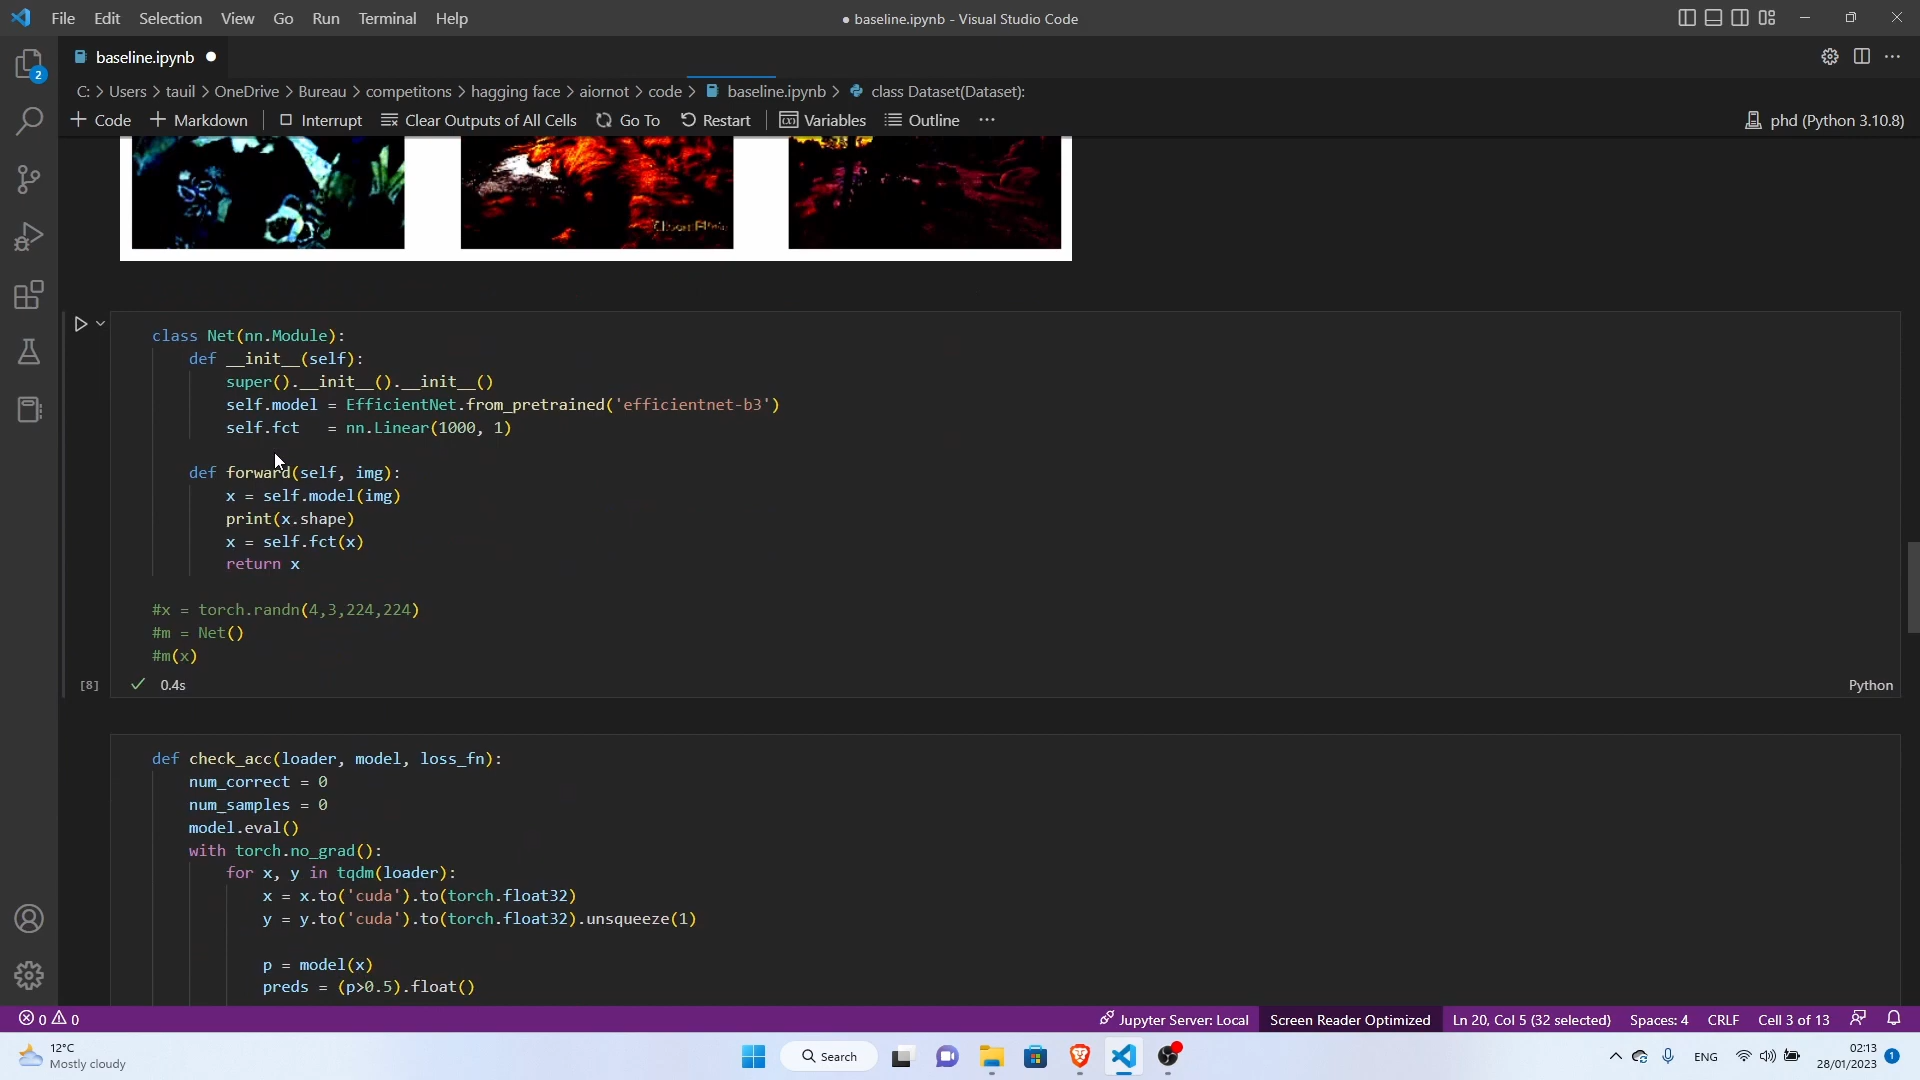 File Edit Selection View Go Run Terminal Help
● baseline.ipynb - Visual Studio Code
2
baseline.ipynb ●
C: > Users > tauil > OneDrive > Bureau > competitons > hagging face > aiornot > code > baseline.ipynb > class Dataset(Dataset):
+ Code + Markdown Interrupt Clear Outputs of All Cells Go To Restart Variables Outline ... phd (Python 3.10.8)
class Net(nn.Module):
def __init__(self):
super().__init__().__init__()
self.model = EfficientNet.from_pretrained('efficientnet-b3')
self.fct   = nn.Linear(1000, 1)
def forward(self, img):
x = self.model(img)
print(x.shape)
x = self.fct(x)
return x
#x = torch.randn(4,3,224,224)
#m = Net()
#m(x)
[8] ✓ 0.4s Python
def check_acc(loader, model, loss_fn):
num_correct = 0
num_samples = 0
model.eval()
with torch.no_grad():
for x, y in tqdm(loader):
x = x.to('cuda').to(torch.float32)
y = y.to('cuda').to(torch.float32).unsqueeze(1)
p = model(x)
preds = (p>0.5).float()
0 0 Jupyter Server: Local Screen Reader Optimized Ln 20, Col 5 (32 selected) Spaces: 4 CRLF Cell 3 of 13
12°C
Mostly cloudy
Search
ENG
02:13
28/01/2023
1